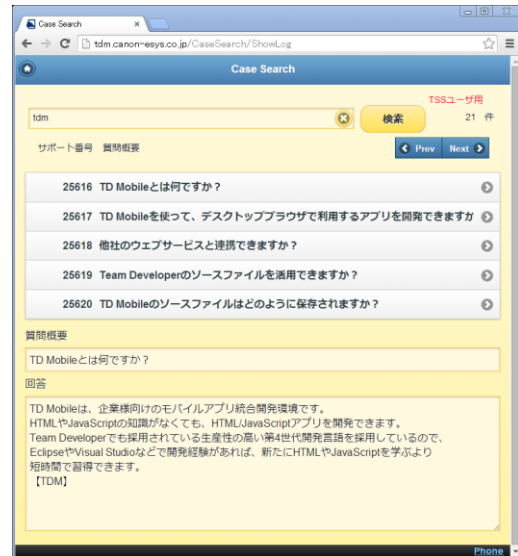 Case Search
tdm.canon-esys.co.jp/CaseSearch/ShowLog
Case Search
TSSユーザ用
tdm
検索
21 件
サポート番号 質問概要
Prev
Next
25616 TD Mobileとは何ですか？
25617 TD Mobileを使って、デスクトップブラウザで利用するアプリを開発できますか
25618 他社のウェブサービスと連携できますか？
25619 Team Developerのソースファイルを活用できますか？
25620 TD Mobileのソースファイルはどのように保存されますか？
質問概要
TD Mobileとは何ですか？
回答
TD Mobileは、企業様向けのモバイルアプリ統合開発環境です。
HTMLやJavaScriptの知識がなくても、HTML/JavaScriptアプリを開発できます。
Team Developerでも採用されている生産性の高い第4世代開発言語を採用しているので、
EclipseやVisual Studioなどで開発経験があれば、新たにHTMLやJavaScriptを学ぶより
短時間で習得できます。
【TDM】
Phone